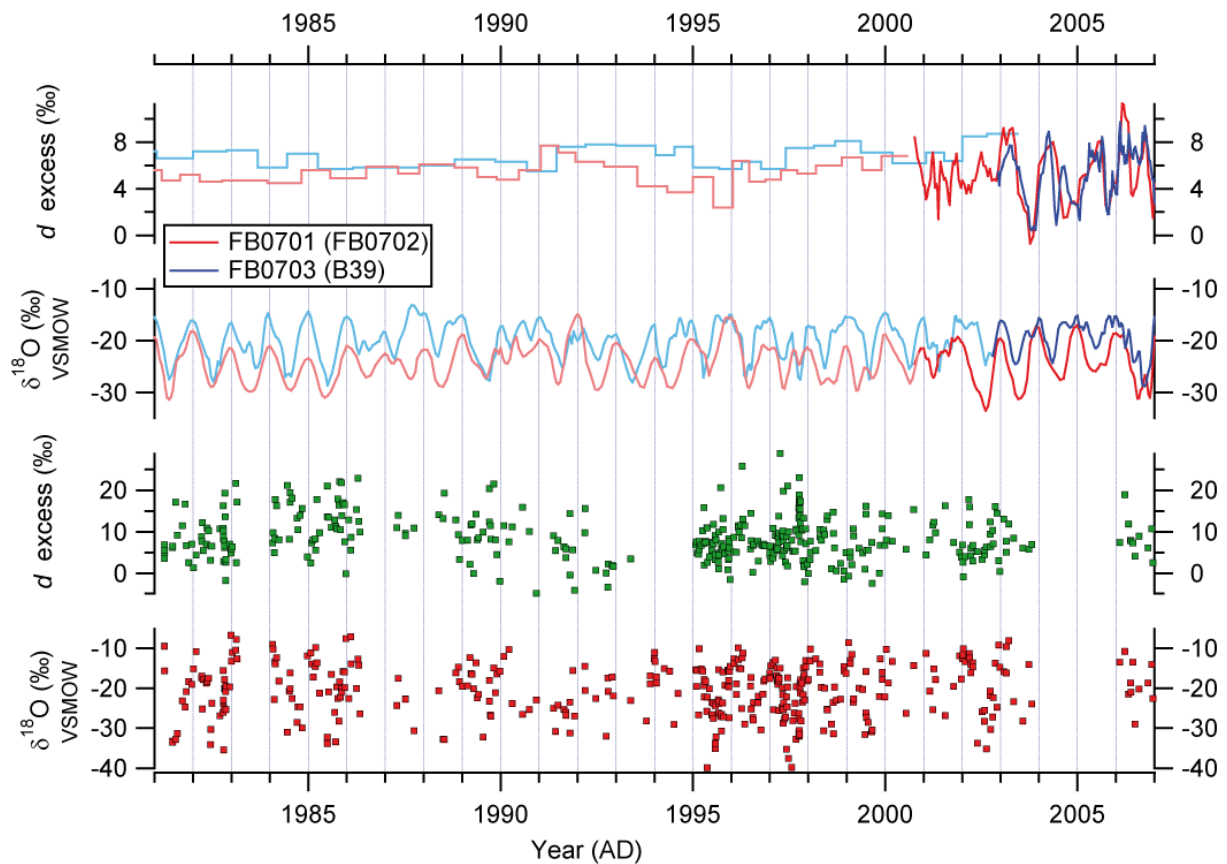 1985 1990 1995 2000 2005
d excess (‰)
8 8
4 4
0 0
FB0701 (FB0702)
FB0703 (B39)
δ18O (‰)
VSMOW
-10 -10
-20 -20
-30 -30
d excess (‰)
20 20
10 10
0 0
δ18O (‰)
VSMOW
-10 -10
-20 -20
-30 -30
-40 -40
1985 1990 1995 2000 2005
Year (AD)